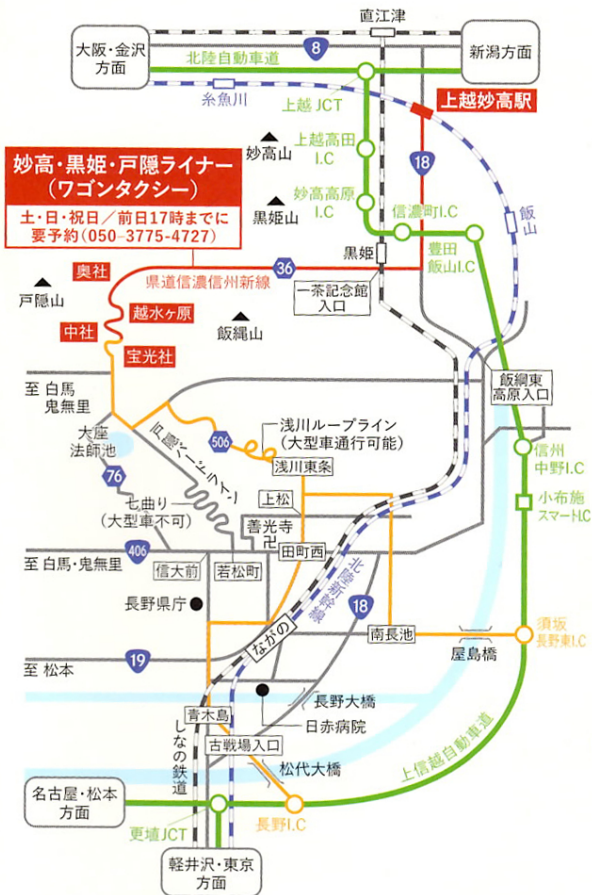 直江津
大阪・金沢
方面
8
新潟方面
北陸自動車道
糸魚川
上越JCT
上越妙高駅
妙高山
上越高田
I.C
18
妙高・黒姫・戸隠ライナー
(ワゴンタクシー)
土・日・祝日/前日17時までに
要予約(050-3775-4727)
黒姫山
妙高高原
I.C
信濃町I.C
飯山
豊田
飯山I.C
黒姫
奥社
県道信濃信州新線
36
一茶記念館
入口
戸隠山
越水ヶ原
中社
飯縄山
宝光社
至 白馬
鬼無里
飯綱東
高原入口
大座
法師池
戸隠バードライン
506
浅川ループライン
(大型車通行可能)
浅川東条
信州
中野I.C
76
七曲り
(大型車不可)
上松
小布施
スマートI.C
善光寺
卍
406
田町西
至 白馬・鬼無里
信大前
若松町
北陸新幹線
長野県庁
18
ながの
南長池
須坂
長野東I.C
屋島橋
19
至 松本
長野大橋
日赤病院
青木島
しなの鉄道
古戦場入口
松代大橋
上信越自動車道
名古屋・松本
方面
更埴JCT
長野I.C
軽井沢・東京
方面